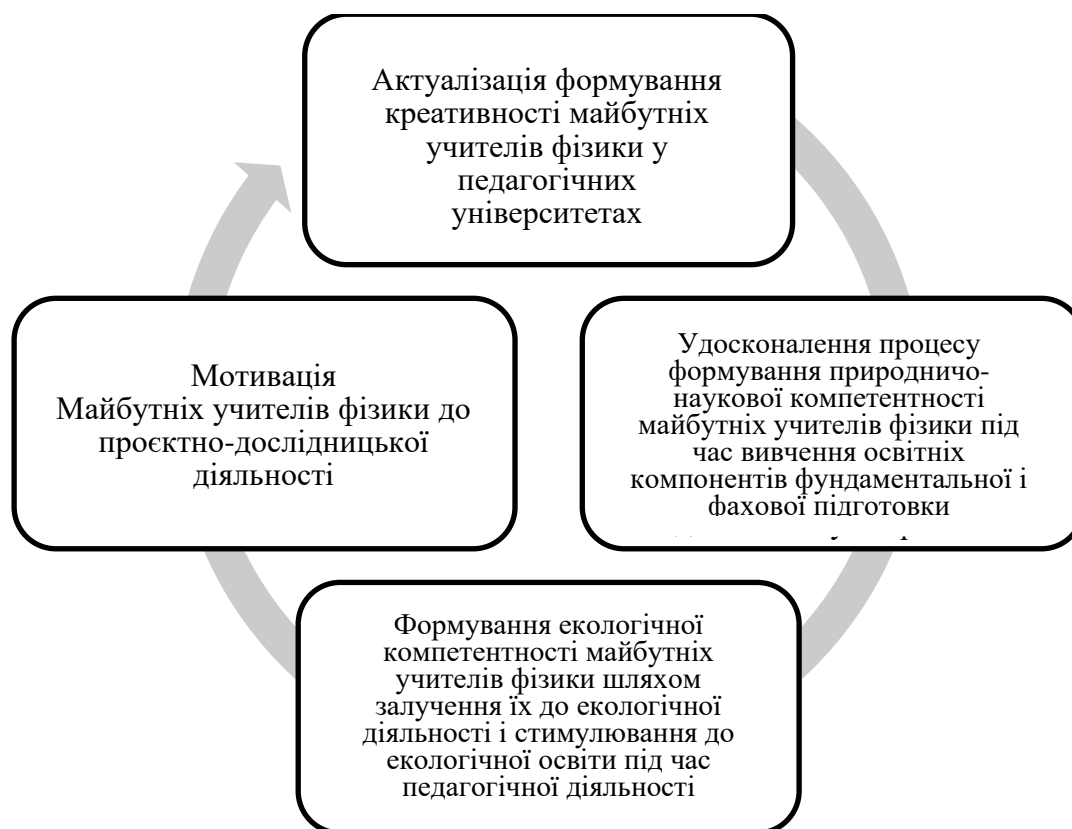 Актуалізація формування
креативності майбутніх
учителів фізики у
педагогічних
університетах
Удосконалення процесу
формування природничо-
наукової компетентності
майбутніх учителів фізики під
час вивчення освітніх
компонентів фундаментальної і
фахової підготовки
Формування екологічної
компетентності майбутніх
учителів фізики шляхом
залучення їх до екологічної
діяльності і стимулювання до
екологічної освіти під час
педагогічної діяльності
Мотивація
Майбутніх учителів фізики до
проєктно-дослідницької
діяльності